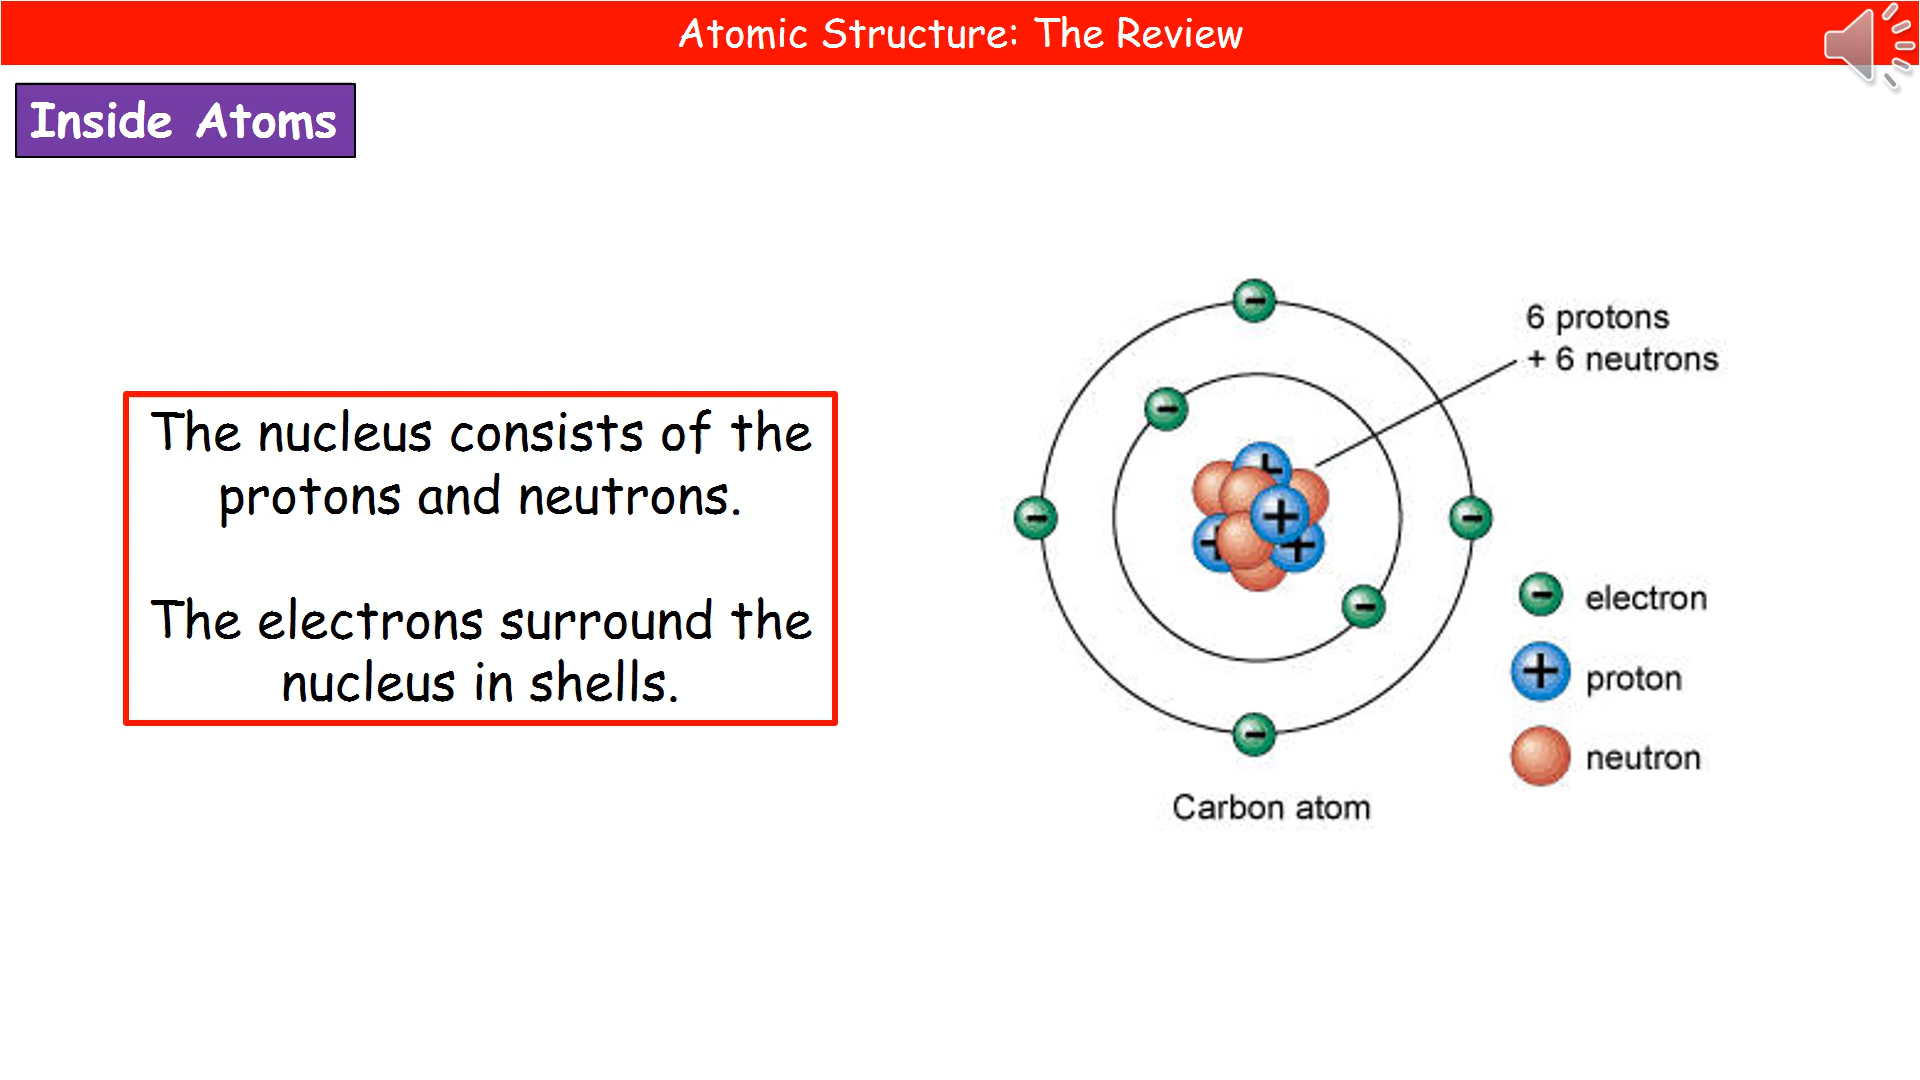 Atomic Structure: The Review
Inside Atoms
The nucleus consists of the
protons and neutrons.
The electrons surround the
nucleus in shells.
6 protons
+ 6 neutrons
electron
proton
neutron
Carbon atom